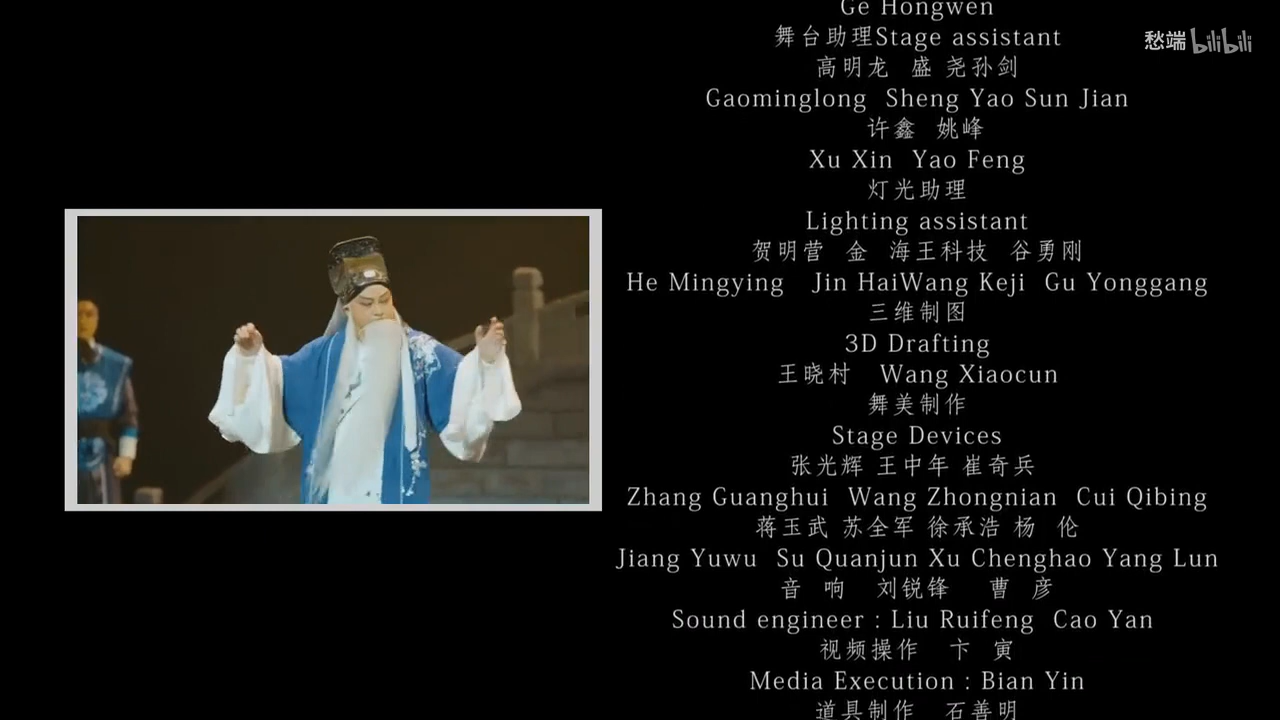 Ge Hongwen
舞台助理Stage assistant
愁端 bilibili
高明龙 盛 尧孙剑
Gaominglong Sheng Yao Sun Jian
许鑫 姚峰
Xu Xin Yao Feng
灯光助理
Lighting assistant
贺明营 金 海王科技 谷勇刚
He Mingying Jin HaiWang Keji Gu Yonggang
三维制图
3D Drafting
王晓村 Wang Xiaocun
舞美制作
Stage Devices
张光辉 王中年 崔奇兵
Zhang Guanghui Wang Zhongnian Cui Qibing
蒋玉武 苏全军 徐承浩 杨 伦
Jiang Yuwu Su Quanjun Xu Chenghao Yang Lun
音 响 刘锐锋 曹 彦
Sound engineer : Liu Ruifeng Cao Yan
视频操作 卞 寅
Media Execution : Bian Yin
道具制作 石善明